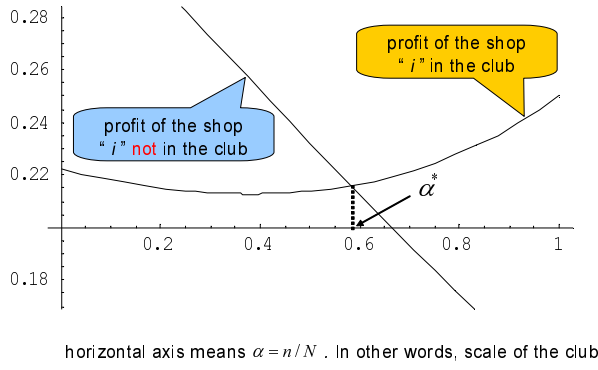 0.28
0.26
0.24
0.22
0.18
profit of the shop
“ i ” in the club
profit of the shop
“ i ” not in the club
α*
0.2 0.4 0.6 0.8 1
horizontal axis means α = n / N . In other words, scale of the club